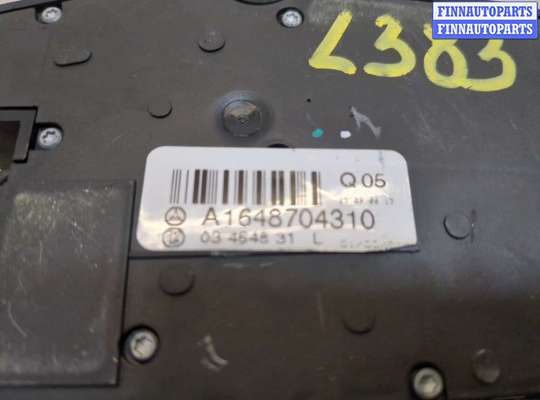 FINNAUTOPARTS
FINNAUTOPARTS
L383
Q 05
A1648704310
03 4648 31 L